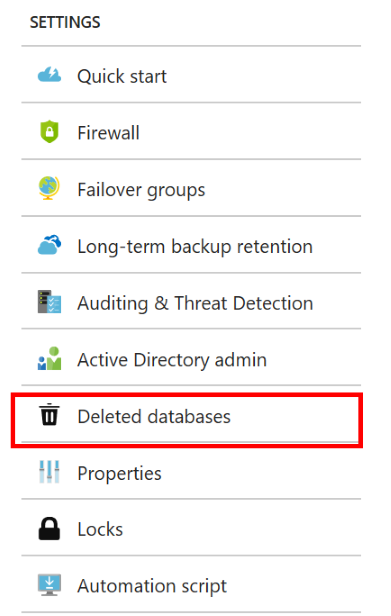 SETTINGS
Quick start
Firewall
Failover groups
Long-term backup retention
Auditing & Threat Detection
Active Directory admin
Deleted databases
Properties
Locks
Automation script